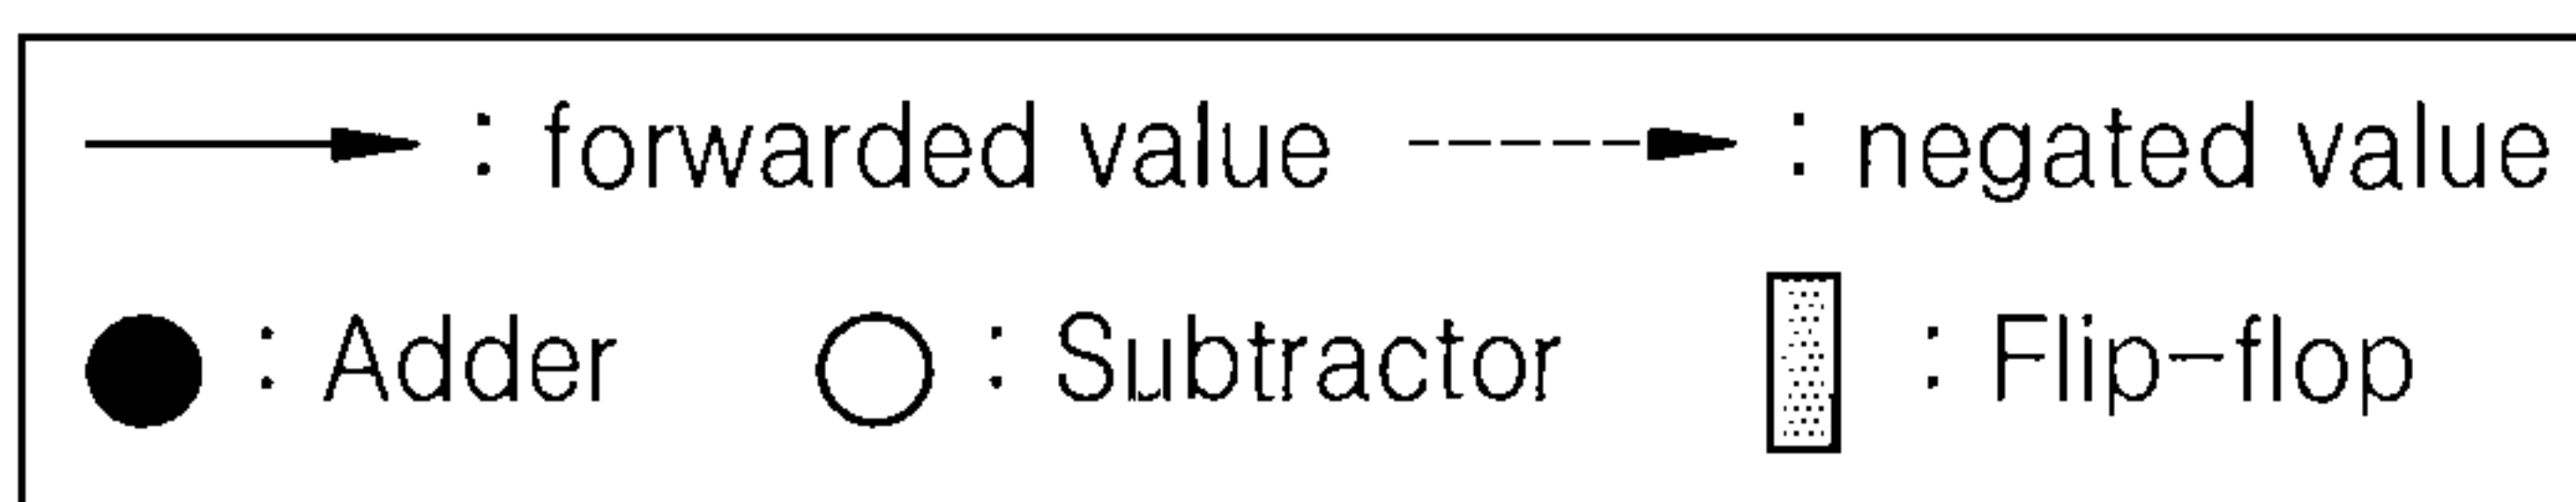 : forwarded value : negated value
: Adder : Subtractor : Flip-flop